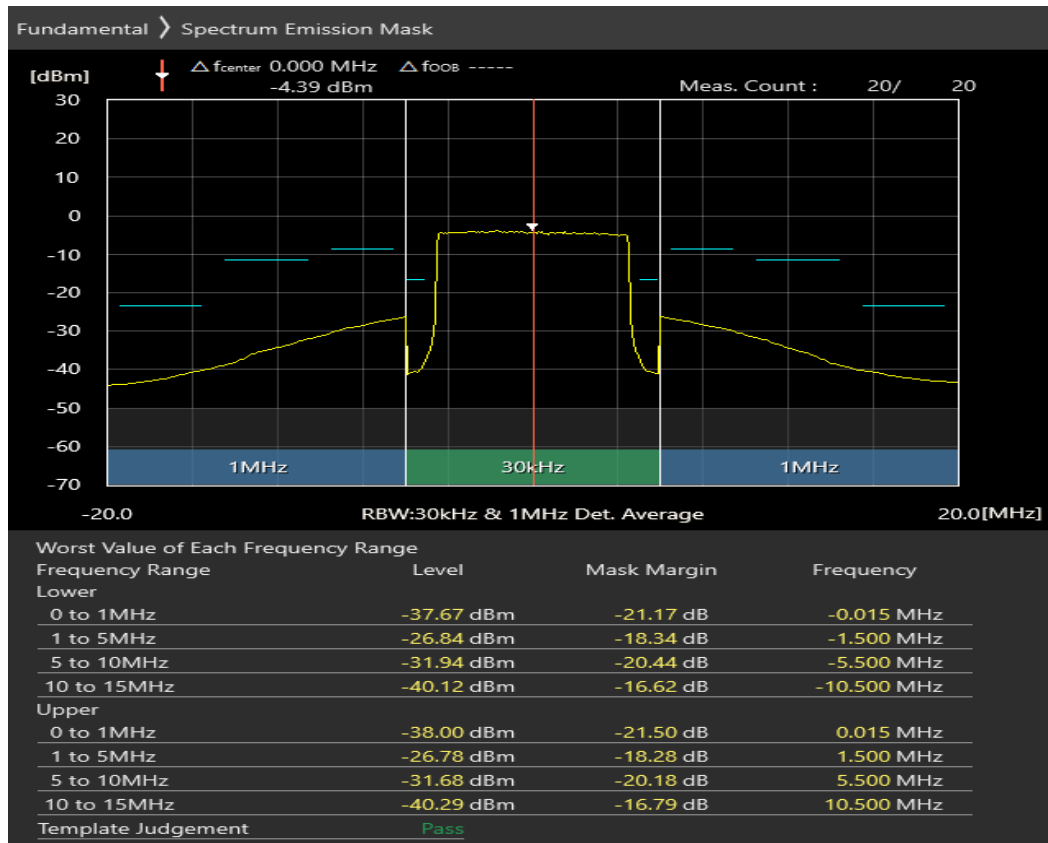 Fundamental ❯ Spectrum Emission Mask
[dBm] △ fcenter 0.000 MHz △ fOOB -----
-4.39 dBm Meas. Count : 20/ 20
30
20
10
0
-10
-20
-30
-40
-50
-60
1MHz 30kHz 1MHz
-70
-20.0 RBW:30kHz & 1MHz Det. Average 20.0[MHz]
Worst Value of Each Frequency Range
Frequency Range Level Mask Margin Frequency
Lower
0 to 1MHz -37.67 dBm -21.17 dB -0.015 MHz
1 to 5MHz -26.84 dBm -18.34 dB -1.500 MHz
5 to 10MHz -31.94 dBm -20.44 dB -5.500 MHz
10 to 15MHz -40.12 dBm -16.62 dB -10.500 MHz
Upper
0 to 1MHz -38.00 dBm -21.50 dB 0.015 MHz
1 to 5MHz -26.78 dBm -18.28 dB 1.500 MHz
5 to 10MHz -31.68 dBm -20.18 dB 5.500 MHz
10 to 15MHz -40.29 dBm -16.79 dB 10.500 MHz
Template Judgement Pass